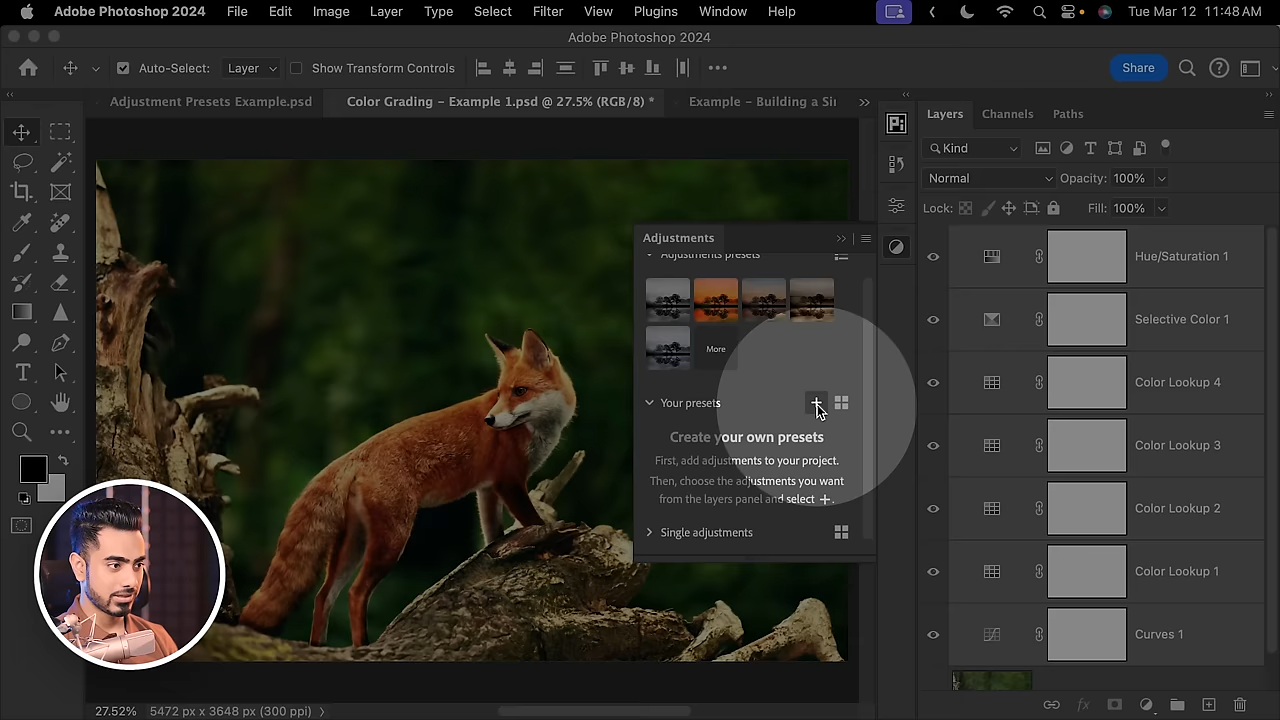 Adobe Photoshop 2024 File Edit Image Layer Type Select Filter View Plugins Window Help Tue Mar 12 11:48 AM
Adobe Photoshop 2024
Auto-Select: Layer Show Transform Controls Share
Adjustment Presets Example.psd Color Grading – Example 1.psd @ 27.5% (RGB/8) * Example – Building a Sir
Layers Channels Paths
Kind
Normal Opacity: 100%
Lock: Fill: 100%
Adjustments
Adjustments presets
More
Your presets
Create your own presets
First, add adjustments to your project.
Then, choose the adjustments you want
from the layers panel and select +.
Single adjustments
Hue/Saturation 1
Selective Color 1
Color Lookup 4
Color Lookup 3
Color Lookup 2
Color Lookup 1
Curves 1
fx
27.52% 5472 px x 3648 px (300 ppi)